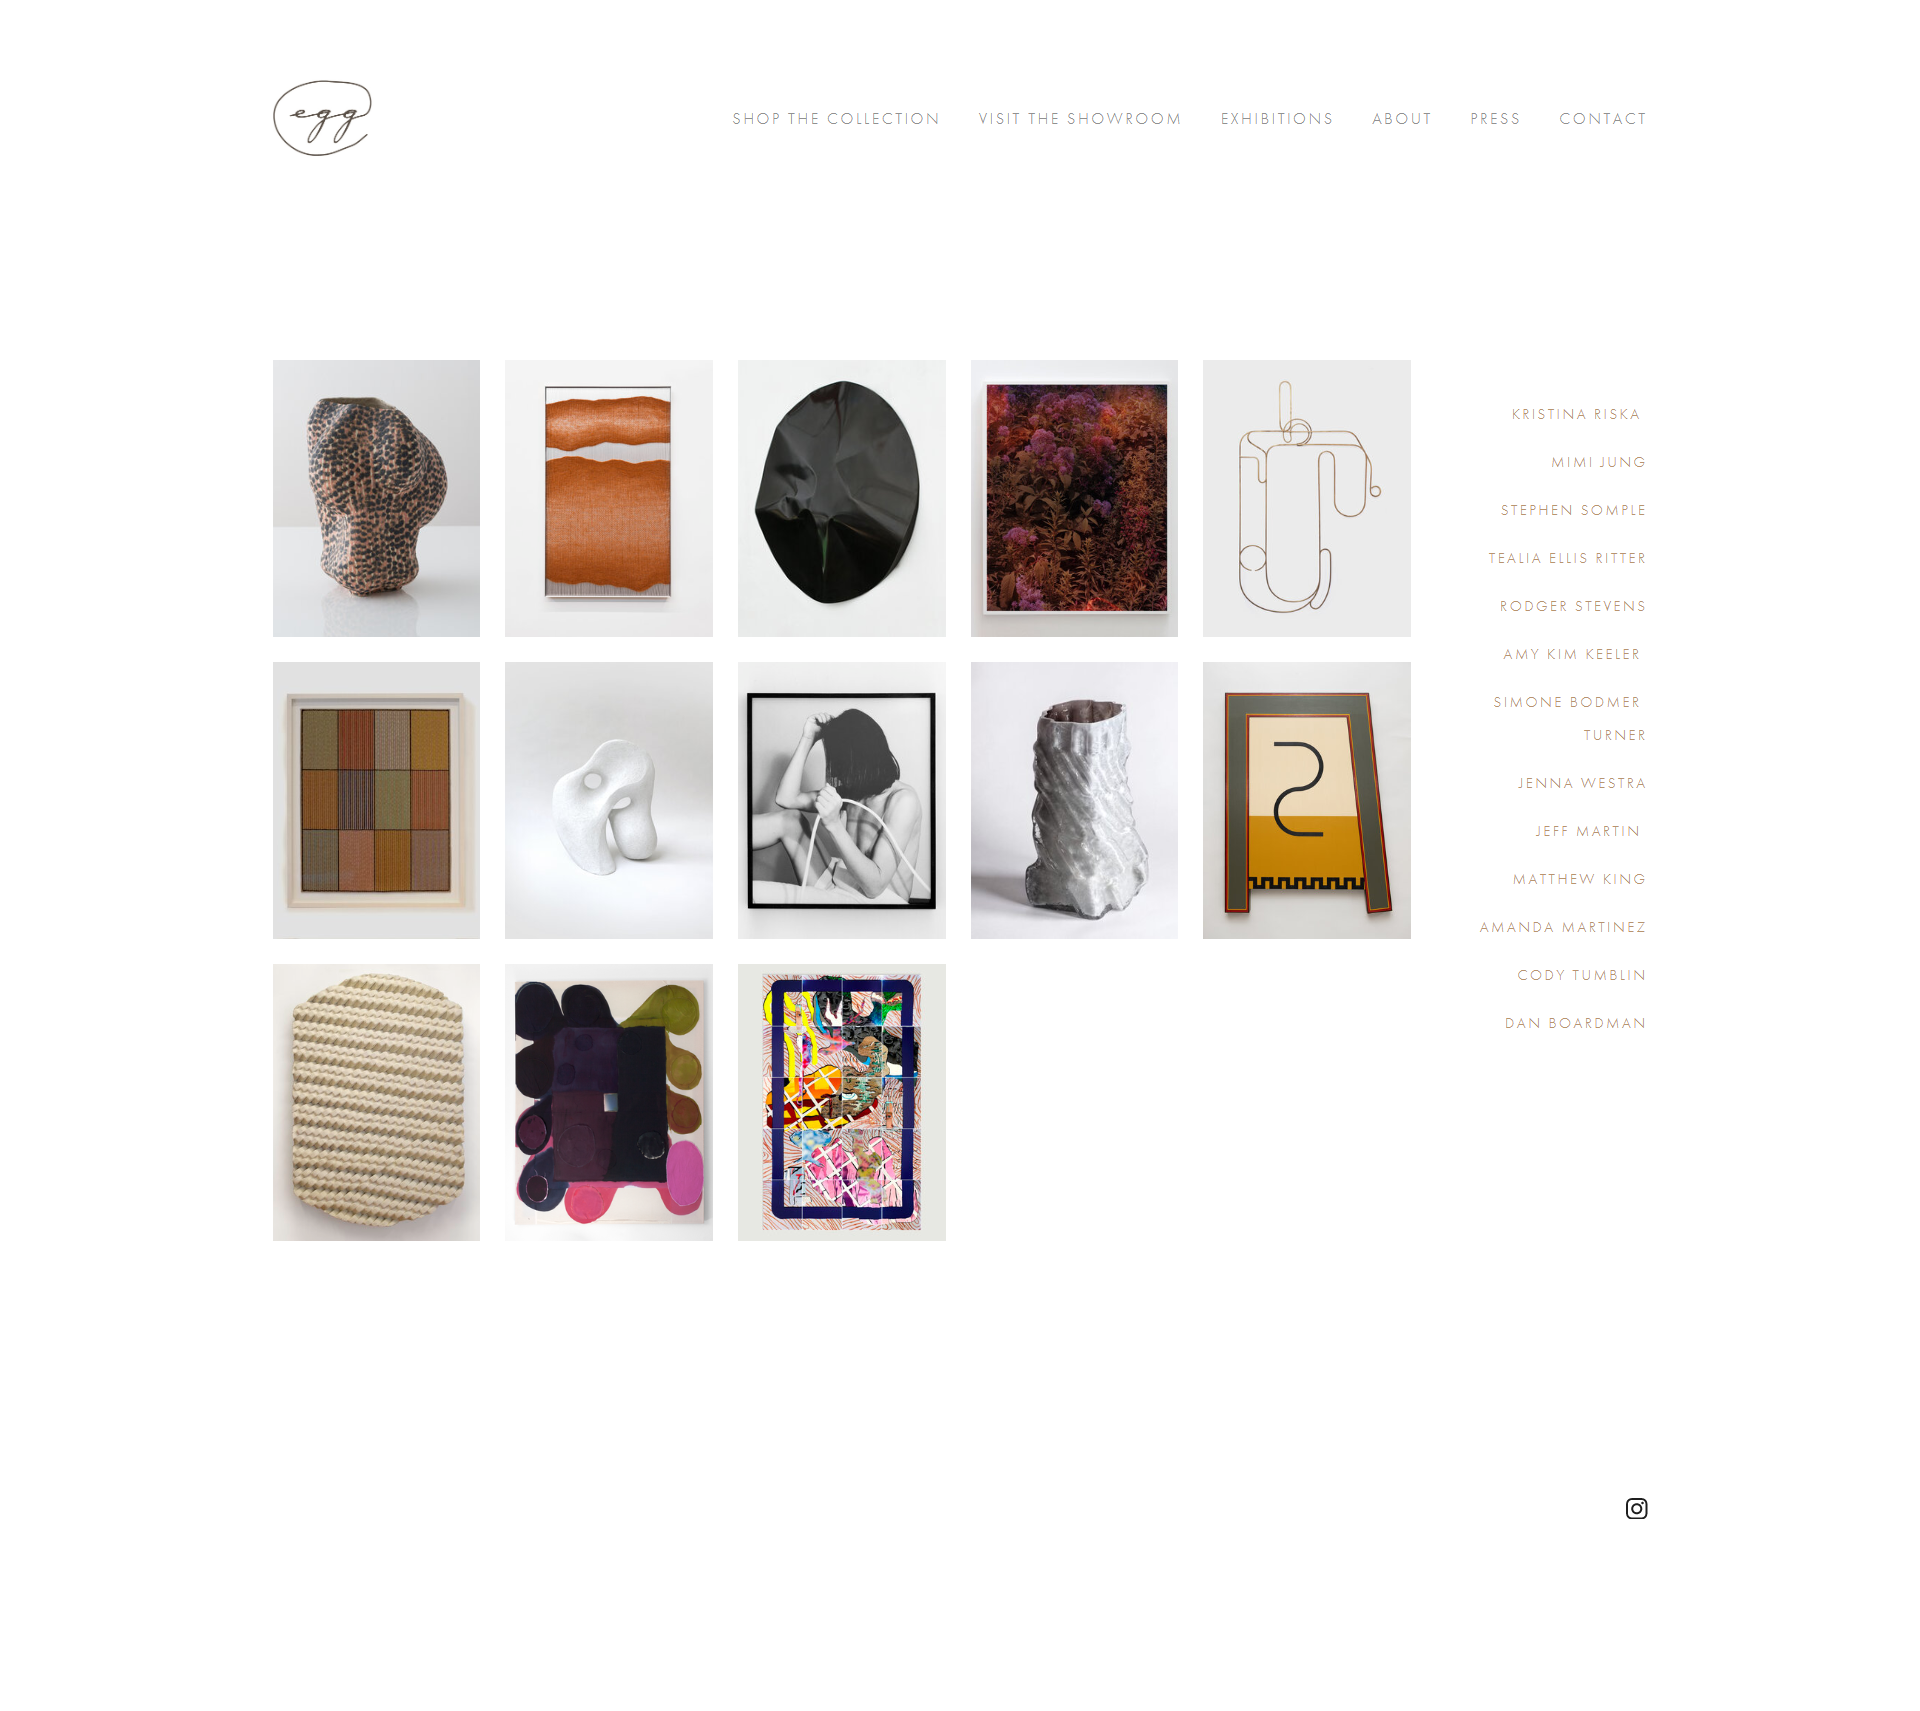 egg
SHOP THE COLLECTION VISIT THE SHOWROOM EXHIBITIONS ABOUT PRESS CONTACT
KRISTINA RISKA
MIMI JUNG
STEPHEN SOMPLE
TEALIA ELLIS RITTER
RODGER STEVENS
AMY KIM KEELER
SIMONE BODMER
TURNER
JENNA WESTRA
JEFF MARTIN
MATTHEW KING
AMANDA MARTINEZ
CODY TUMBLIN
DAN BOARDMAN